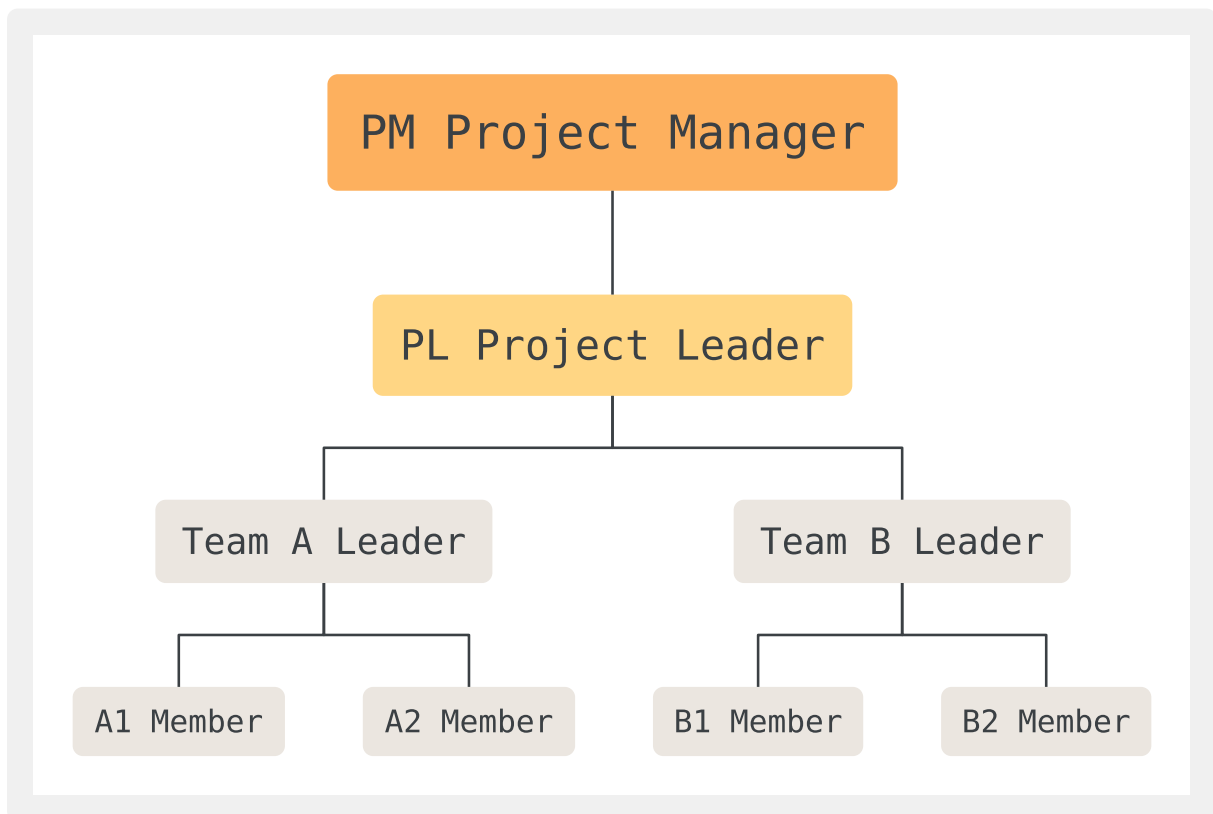 PM Project Manager
PL Project Leader
Team A Leader
Team B Leader
A1 Member
A2 Member
B1 Member
B2 Member